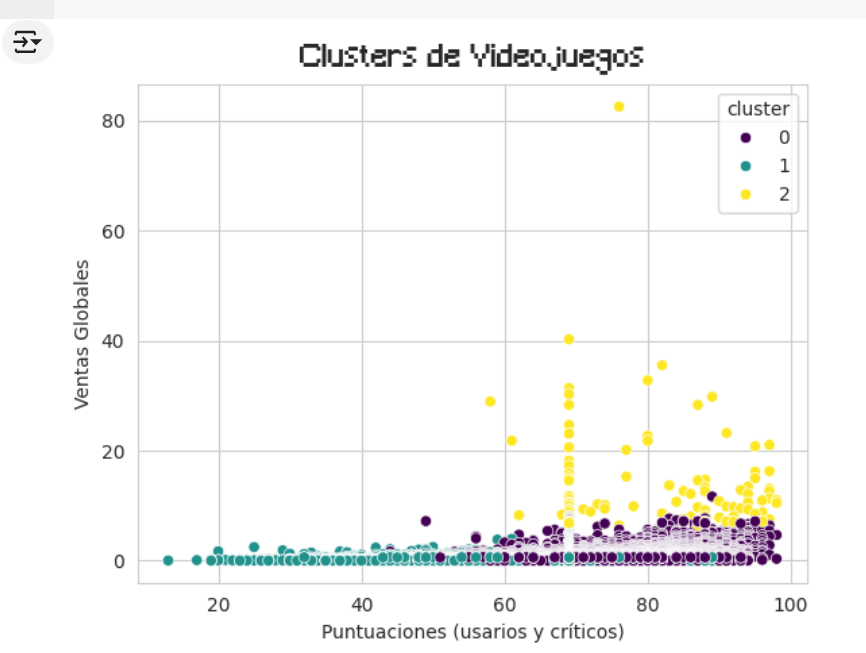 Clusters de Videojuegos
cluster
0
1
2
80
60
40
20
0
Ventas Globales
20 40 60 80 100
Puntuaciones (usarios y críticos)